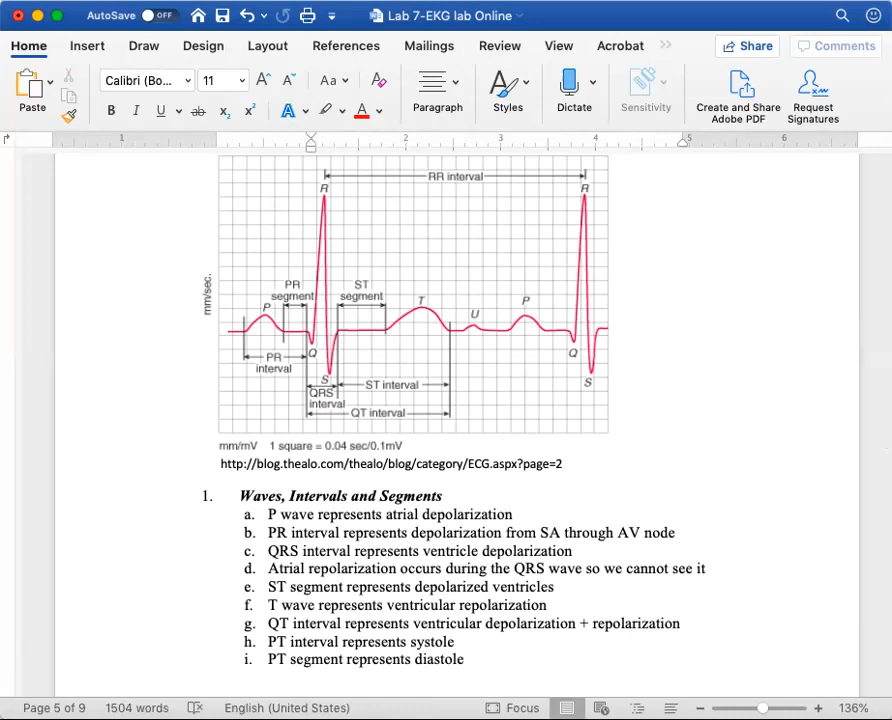 AutoSave OFF Lab 7-EKG lab Online
Home Insert Draw Design Layout References Mailings Review View Acrobat Share Comments
Calibri (Bo... 11
Paste Paragraph Styles Dictate Sensitivity Create and Share Adobe PDF Request Signatures
1 2 3 4 5 6
RR interval
R R
PR segment
ST segment
mm/sec.
P T U P
Q Q
PR interval
S S
ST interval
QRS interval
QT interval
mm/mV 1 square = 0.04 sec/0.1mV
http://blog.thealo.com/thealo/blog/category/ECG.aspx?page=2
1. Waves, Intervals and Segments
a. P wave represents atrial depolarization
b. PR interval represents depolarization from SA through AV node
c. QRS interval represents ventricle depolarization
d. Atrial repolarization occurs during the QRS wave so we cannot see it
e. ST segment represents depolarized ventricles
f. T wave represents ventricular repolarization
g. QT interval represents ventricular depolarization + repolarization
h. PT interval represents systole
i. PT segment represents diastole
Page 5 of 9 1504 words English (United States) Focus 136%